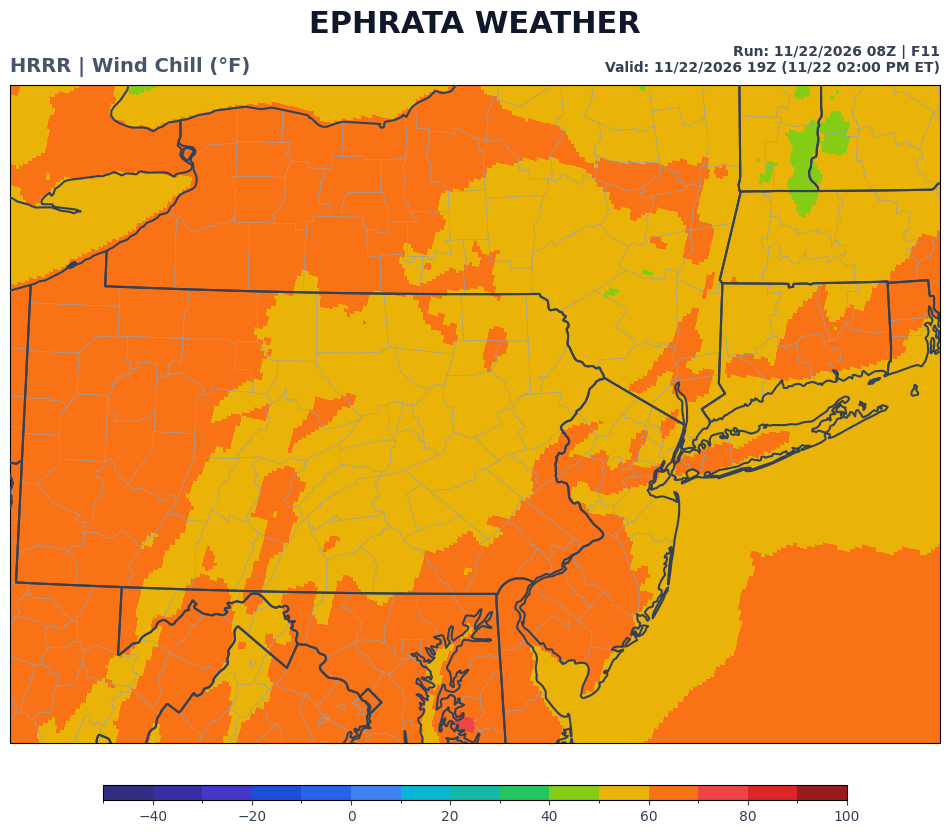 EPHRATA WEATHER
HRRR | Wind Chill (°F)
Run: 11/22/2026 08Z | F11
Valid: 11/22/2026 19Z (11/22 02:00 PM ET)
−40 −20 0 20 40 60 80 100